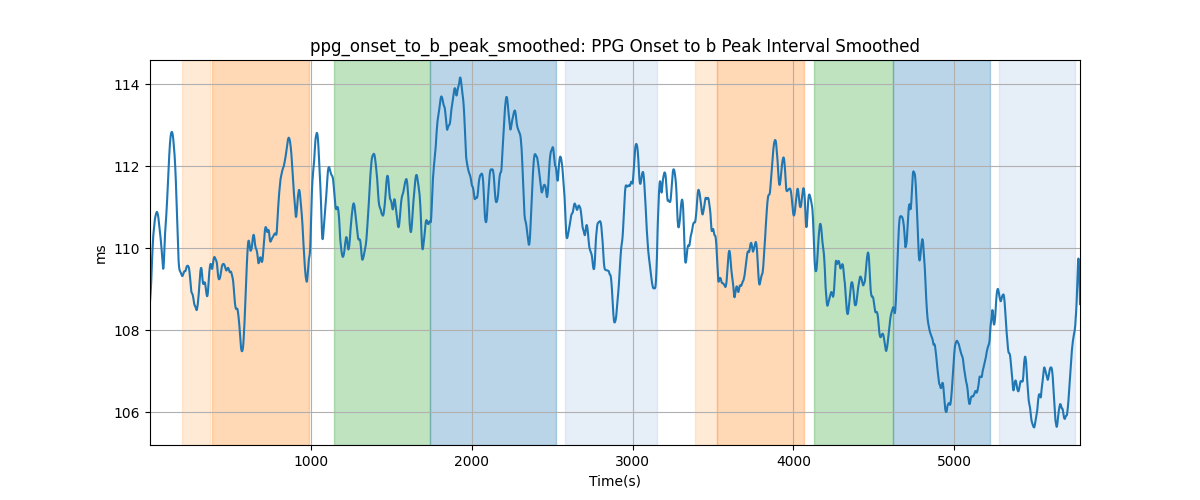 ppg_onset_to_b_peak_smoothed: PPG Onset to b Peak Interval Smoothed
114
112
110
108
106
ms
1000 2000 3000 4000 5000
Time(s)